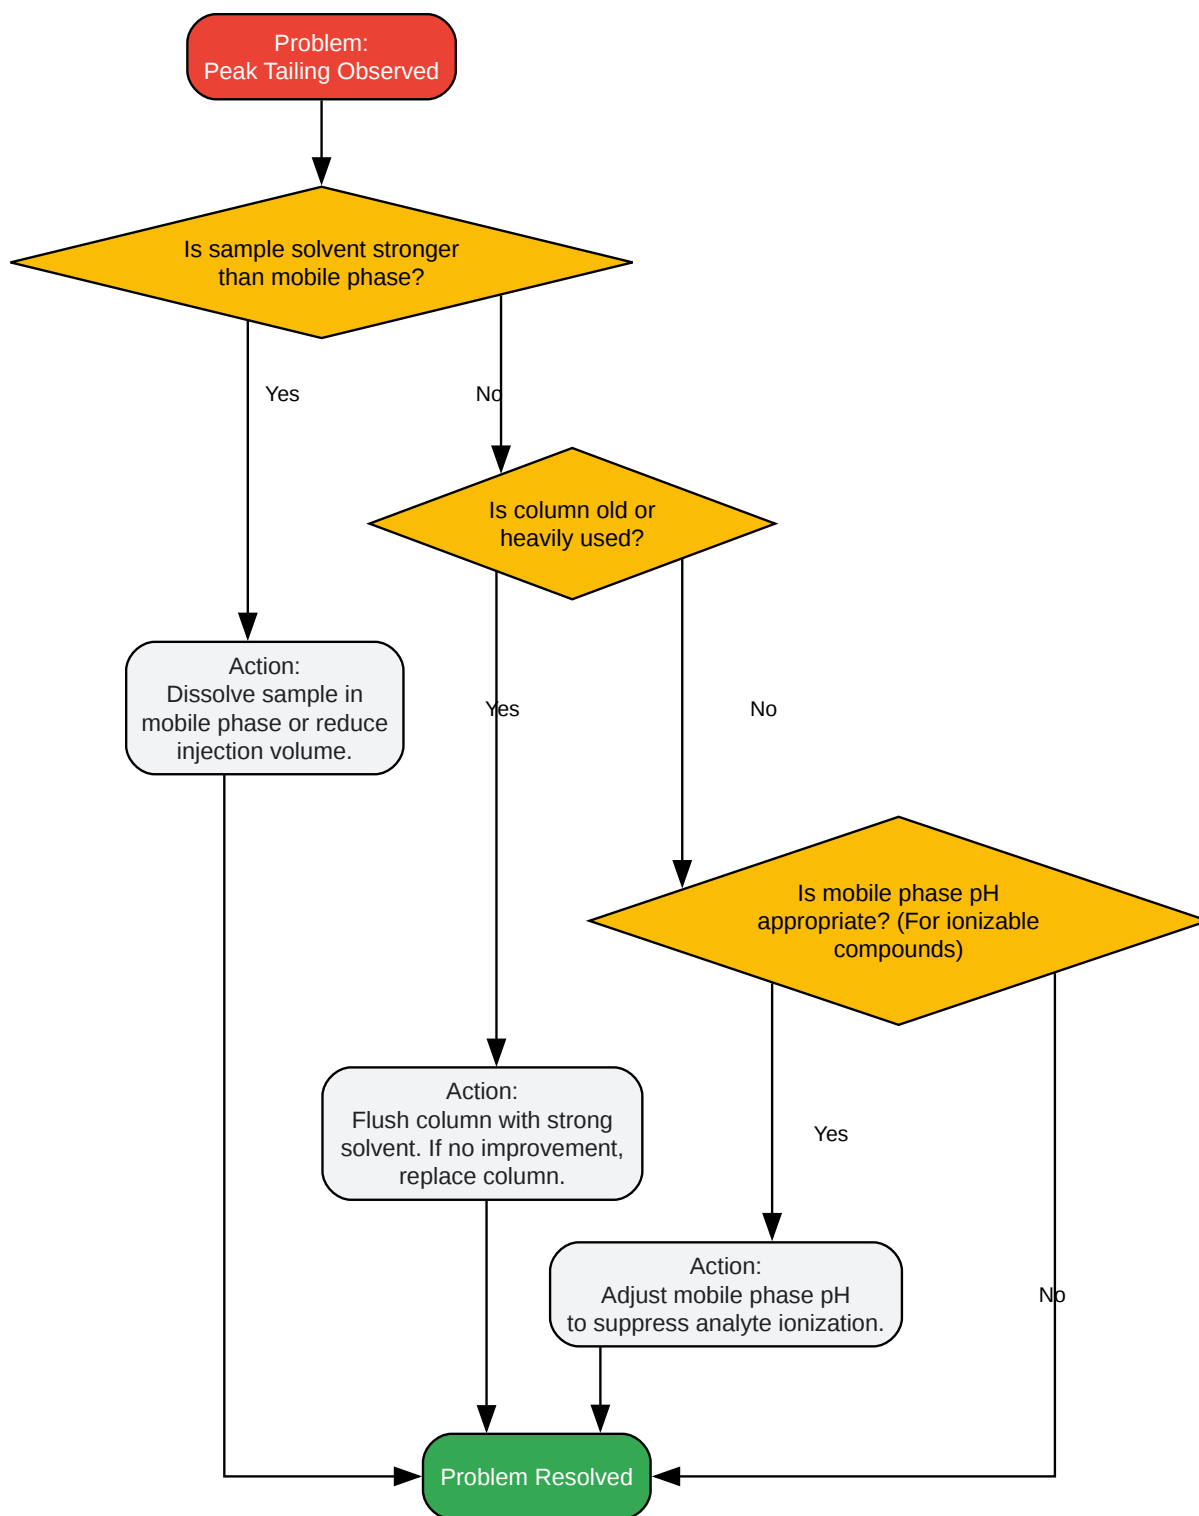 Problem:
Peak Tailing Observed
Is sample solvent stronger
than mobile phase?
Yes
No
Is column old or
heavily used?
Action:
Dissolve sample in
mobile phase or reduce
injection volume.
Yes
No
Is mobile phase pH
appropriate? (For ionizable
compounds)
Action:
Flush column with strong
solvent. If no improvement,
replace column.
Yes
Action:
Adjust mobile phase pH
to suppress analyte ionization.
No
Problem Resolved